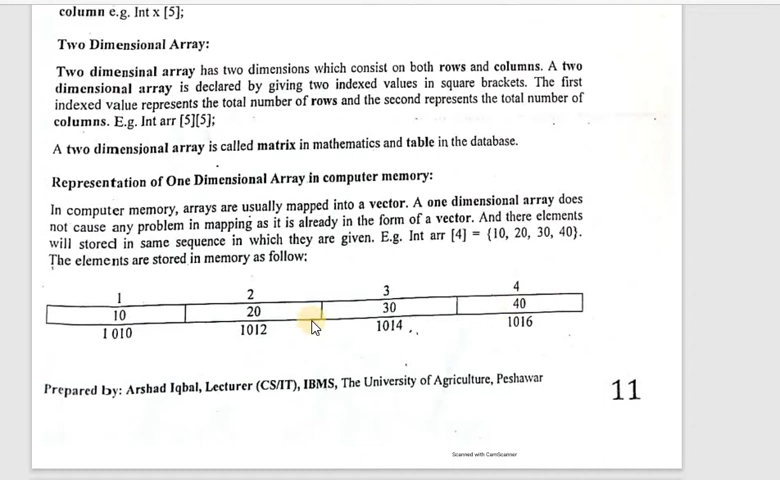 column e.g. Int x [5];
Two Dimensional Array:
Two dimensinal array has two dimensions which consist on both rows and columns. A two
dimensional array is declared by giving two indexed values in square brackets. The first
indexed value represents the total number of rows and the second represents the total number of
columns. E.g. Int arr [5][5];
A two dimensional array is called matrix in mathematics and table in the database.
Representation of One Dimensional Array in computer memory:
In computer memory, arrays are usually mapped into a vector. A one dimensional array does
not cause any problem in mapping as it is already in the form of a vector. And there elements
will stored in same sequence in which they are given. E.g. Int arr [4] = {10, 20, 30, 40}.
The elements are stored in memory as follow:
1 2 3 4
10 20 30 40
1010 1012 1014 1016
Prepared by: Arshad Iqbal, Lecturer (CS/IT), IBMS, The University of Agriculture, Peshawar
11
Scanned with CamScanner